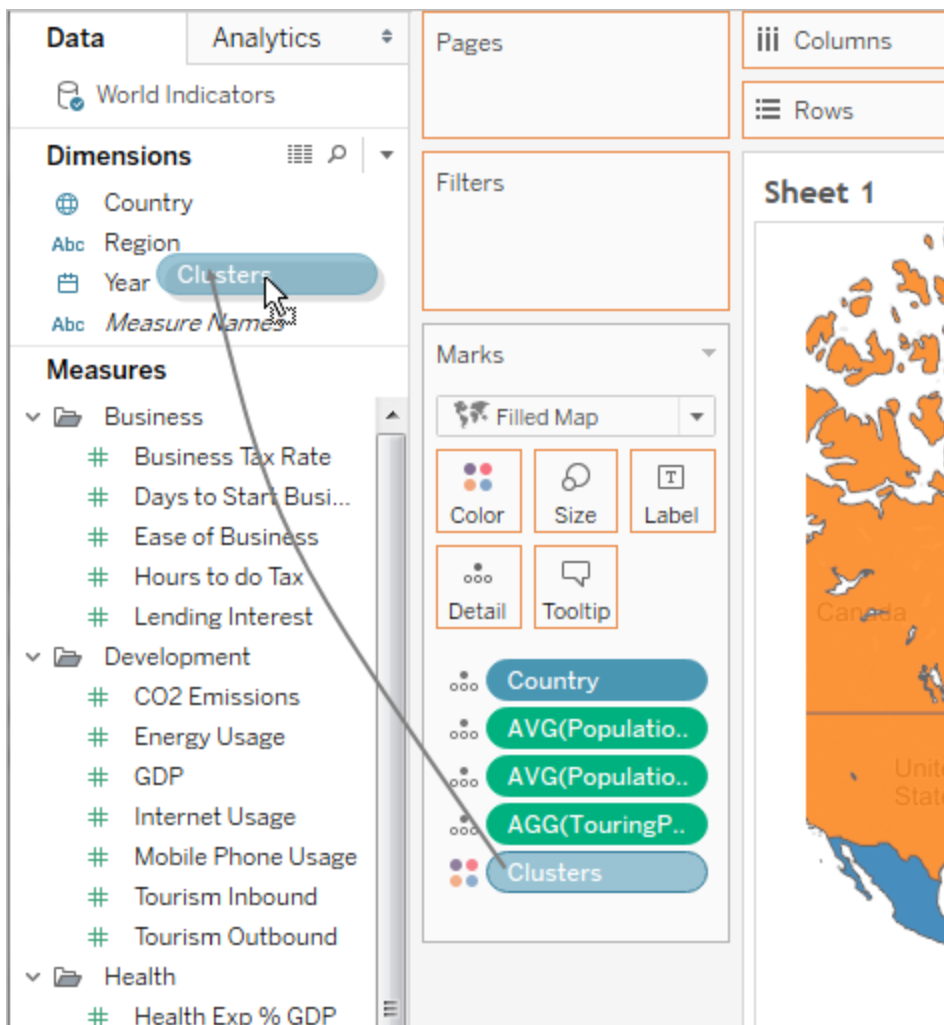 Data
Analytics
World Indicators
Dimensions
Country
Abc Region
Year
Clusters
Abc Measure Names
Measures
Business
Business Tax Rate
Days to Start Busi...
Ease of Business
Hours to do Tax
Lending Interest
Development
CO2 Emissions
Energy Usage
GDP
Internet Usage
Mobile Phone Usage
Tourism Inbound
Tourism Outbound
Health
Health Exp % GDP
Pages
Filters
Marks
Filled Map
Color Size T Label
Detail Tooltip
Country
AVG(Populatio..
AVG(Populatio..
AGG(TouringP..
Clusters
Columns
Rows
Sheet 1
Canada